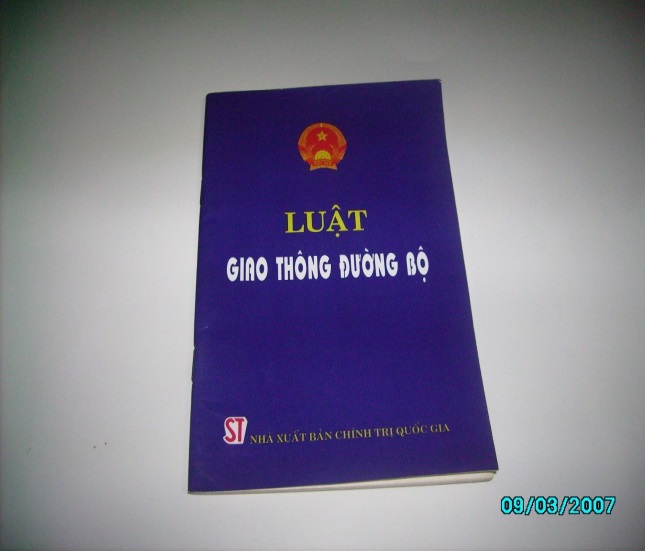 LUẬT
GIAO THÔNG ĐƯỜNG BỘ
ST NHÀ XUẤT BẢN CHÍNH TRỊ QUỐC GIA
09/03/2007